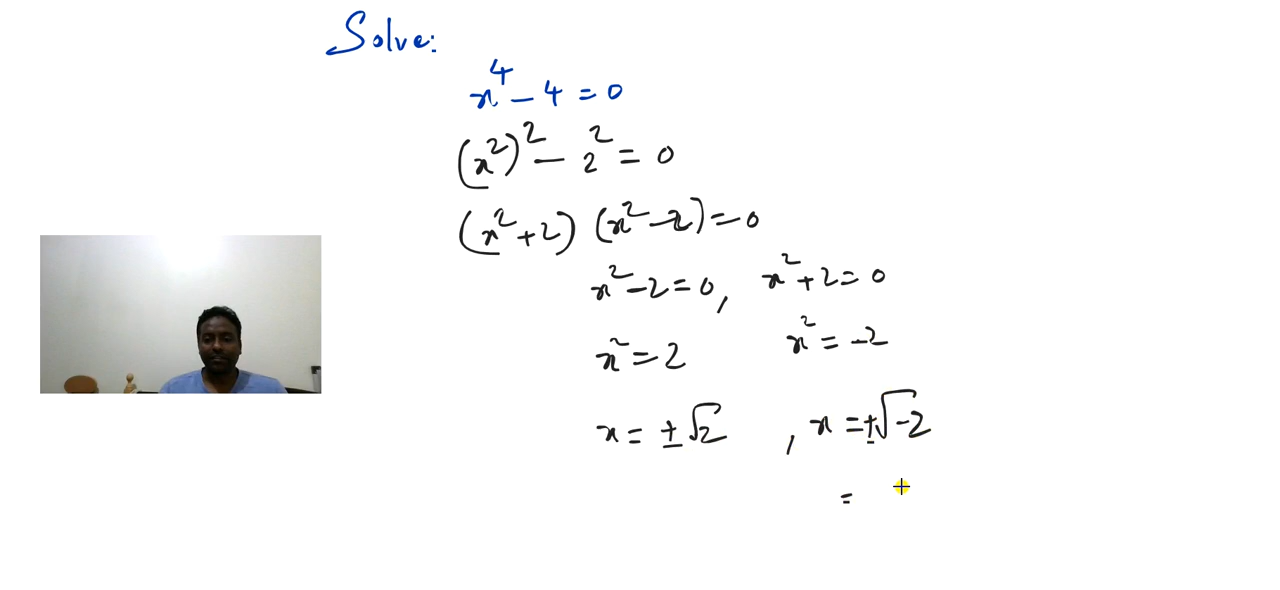 Solve:
x⁴ - 4 = 0
(x²)² - 2² = 0
(x² + 2) (x² - 2) = 0
x² - 2 = 0, x² + 2 = 0
x² = 2 x² = -2
x = ± √2 , x = ± √-2
=